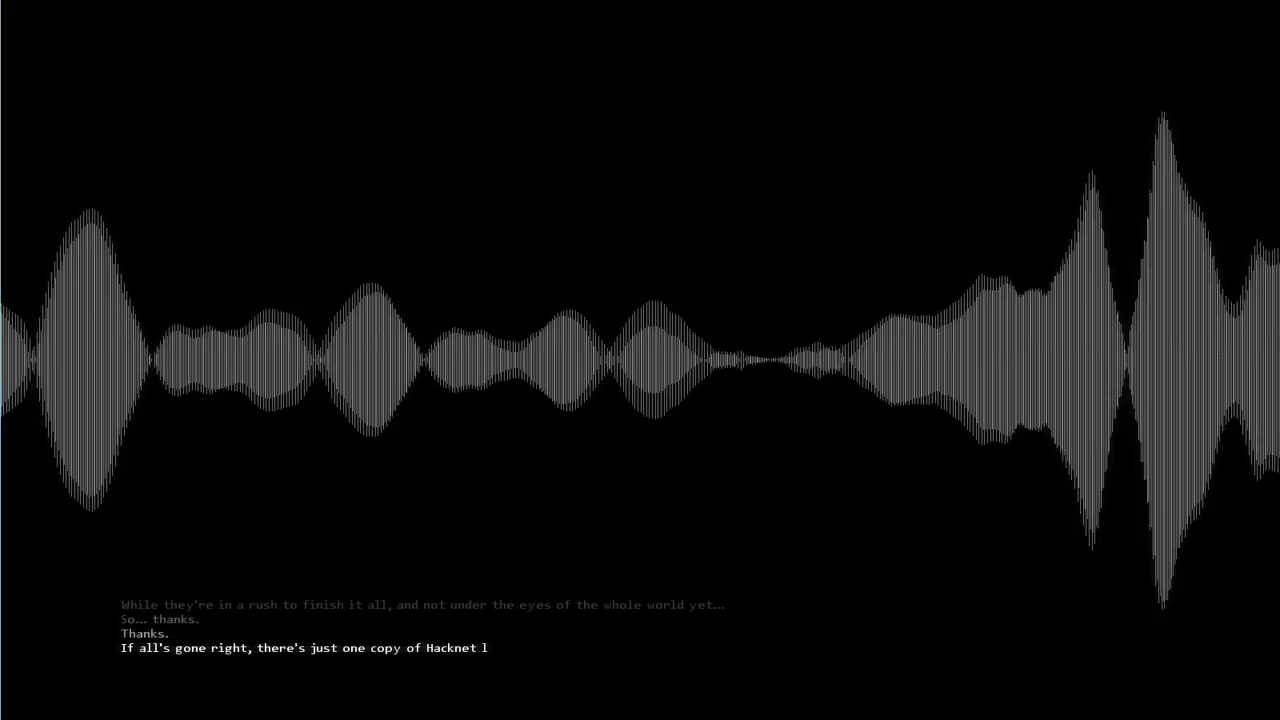 While they're in a rush to finish it all, and not under the eyes of the whole world yet...
So... thanks.
Thanks.
If all's gone right, there's just one copy of Hacknet l